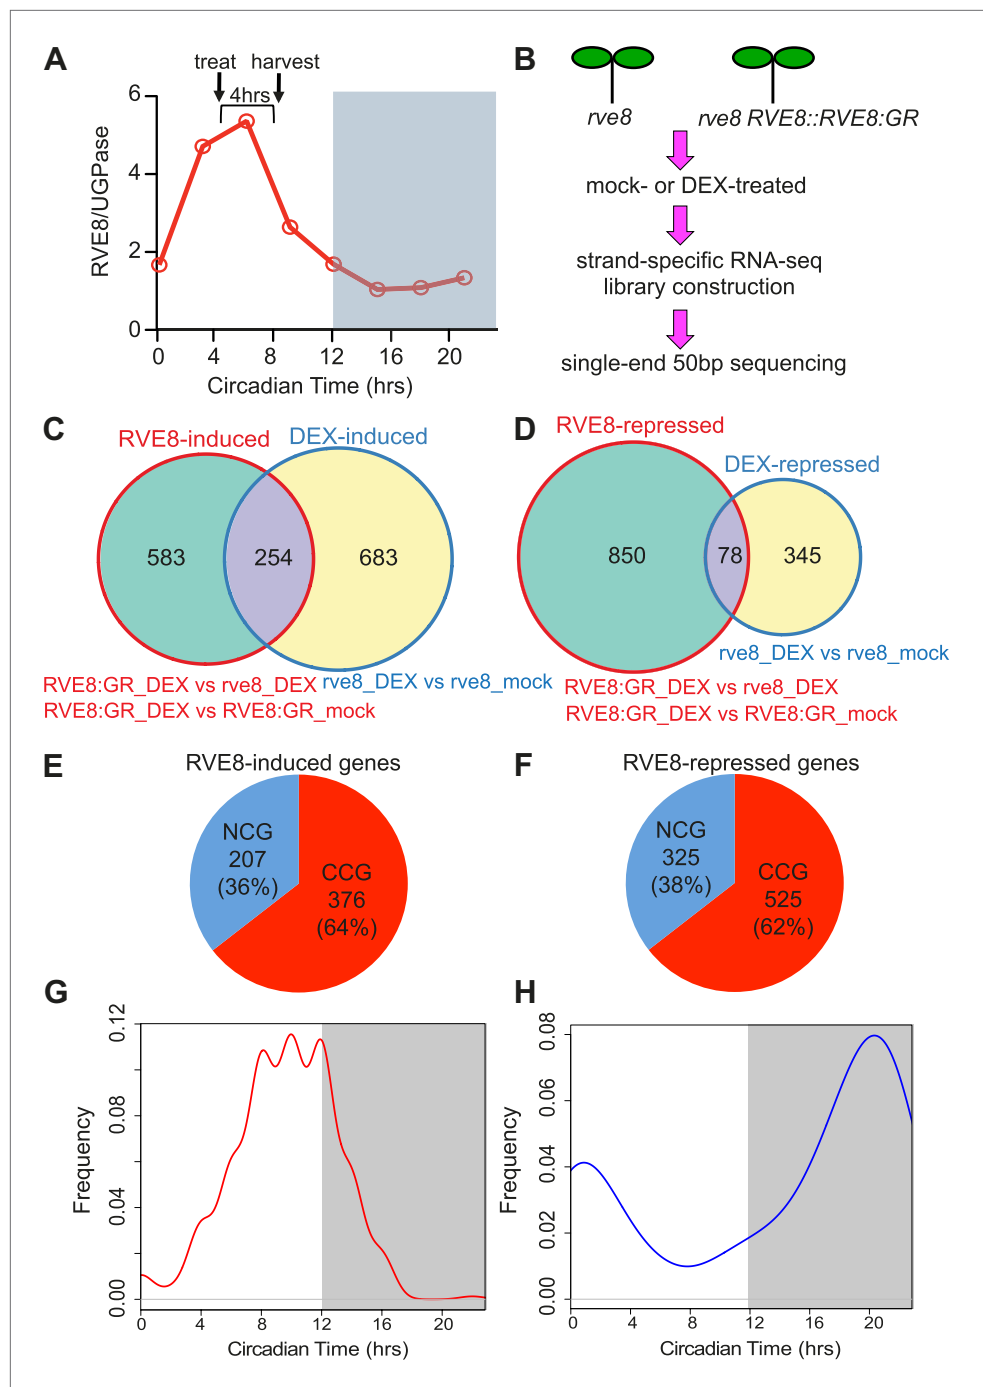 A
treat harvest
4hrs
6
4
2
0
RVE8/UGPase
0 4 8 12 16 20
Circadian Time (hrs)
B
rve8 rve8 RVE8::RVE8:GR
mock- or DEX-treated
strand-specific RNA-seq
library construction
single-end 50bp sequencing
C
RVE8-induced DEX-induced
583 254 683
RVE8:GR_DEX vs rve8_DEX rve8_DEX vs rve8_mock
RVE8:GR_DEX vs RVE8:GR_mock
D
RVE8-repressed
DEX-repressed
850 78 345
rve8_DEX vs rve8_mock
RVE8:GR_DEX vs rve8_DEX
RVE8:GR_DEX vs RVE8:GR_mock
E
RVE8-induced genes
NCG
207
(36%)
CCG
376
(64%)
F
RVE8-repressed genes
NCG
325
(38%)
CCG
525
(62%)
G
0.12
0.08
0.04
0.00
Frequency
0 4 8 12 16 20
Circadian Time (hrs)
H
0.08
0.06
0.04
0.02
0.00
Frequency
0 4 8 12 16 20
Circadian Time (hrs)